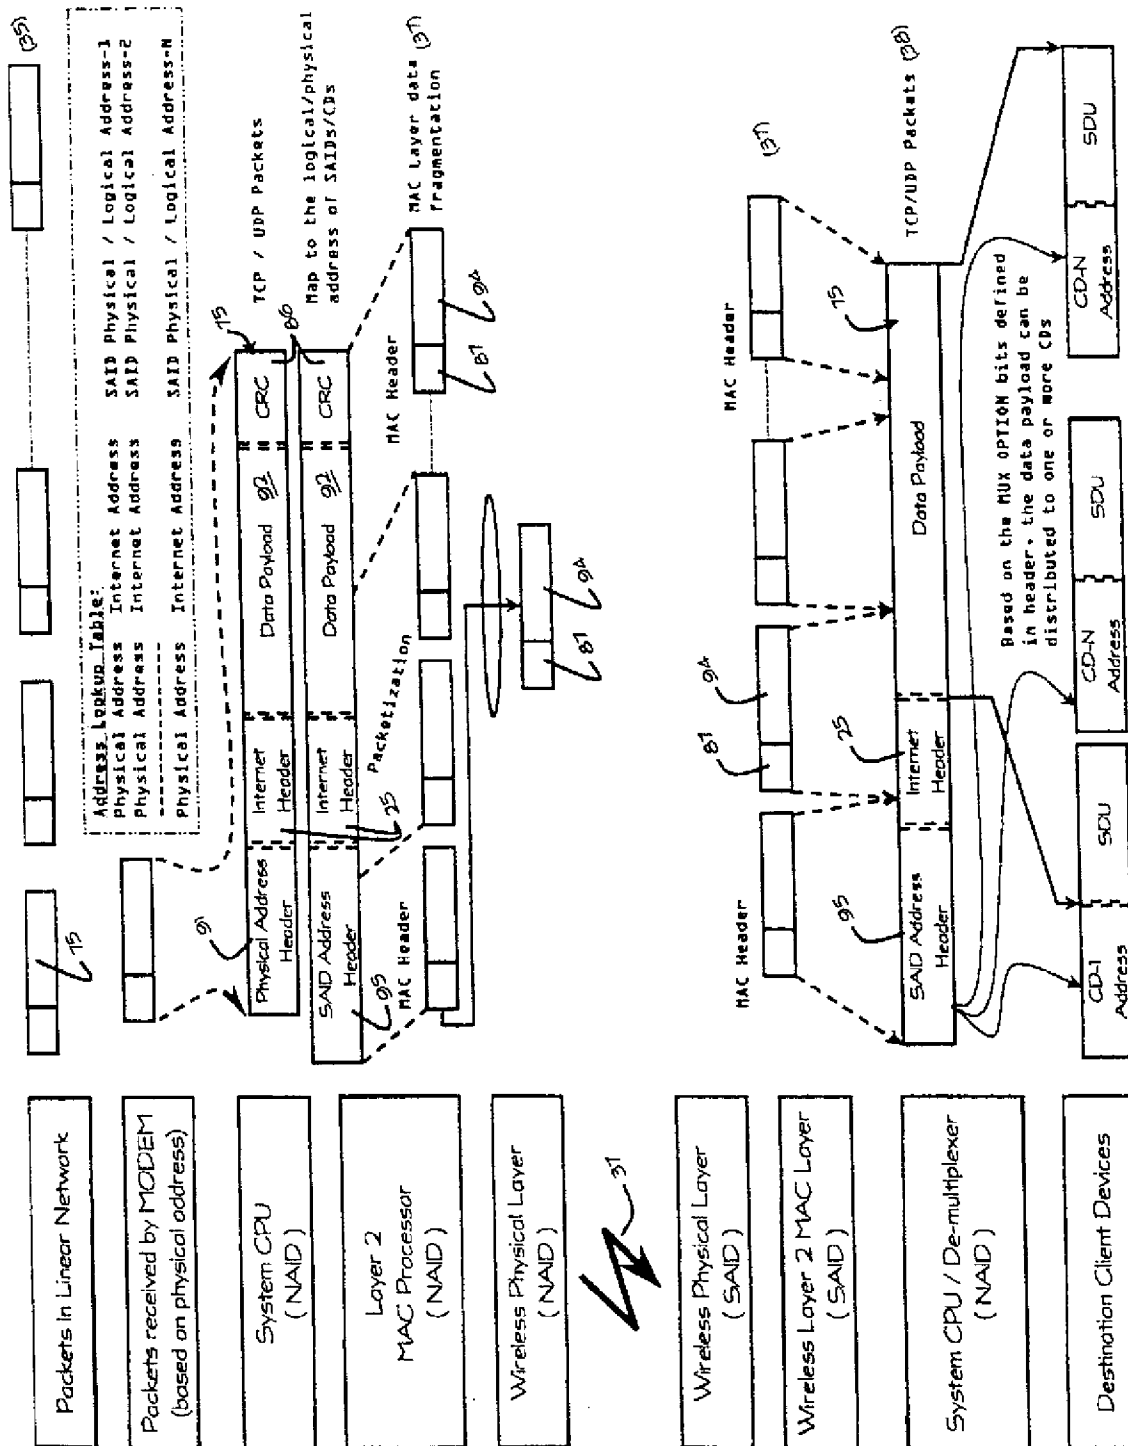 Packets In Linear Network
75
(35)
Packets received by MODEM
(based on physical address)
Address Lookup Table:
Physical Address Internet Address SAID Physical / Logical Address-1
Physical Address Internet Address SAID Physical / Logical Address-2
Physical Address Internet Address SAID Physical / Logical Address-N
System CPU
( NAID )
91
Physical Address
Header
Internet
Header
Data Payload 92
CRC
75
TCP / UDP Packets
86
SAID Address
Header
Internet
Header
Data Payload 92
CRC
Map to the logical/physical
address of SAIDs/CDs
95
25
Packetization
Layer 2
MAC Processor
( NAID )
MAC Header
MAC Header
MAC Layer data (37)
fragmentation
87
94
Wireless Physical Layer
( NAID )
87
94
37
Wireless Physical Layer
( SAID )
MAC Header
MAC Header
(37)
87
94
Wireless Layer 2 MAC Layer
( SAID )
95
25
75
System CPU / De-multiplexer
(NAID )
SAID Address
Header
Internet
Header
Data Payload
TCP/UDP Packets (38)
Based on the MUX OPTION bits defined
in header, the data payload can be
distributed to one or more CDs
Destination Client Devices
CD-1
Address
SDU
CD-N
Address
SDU
CD-N
Address
SDU